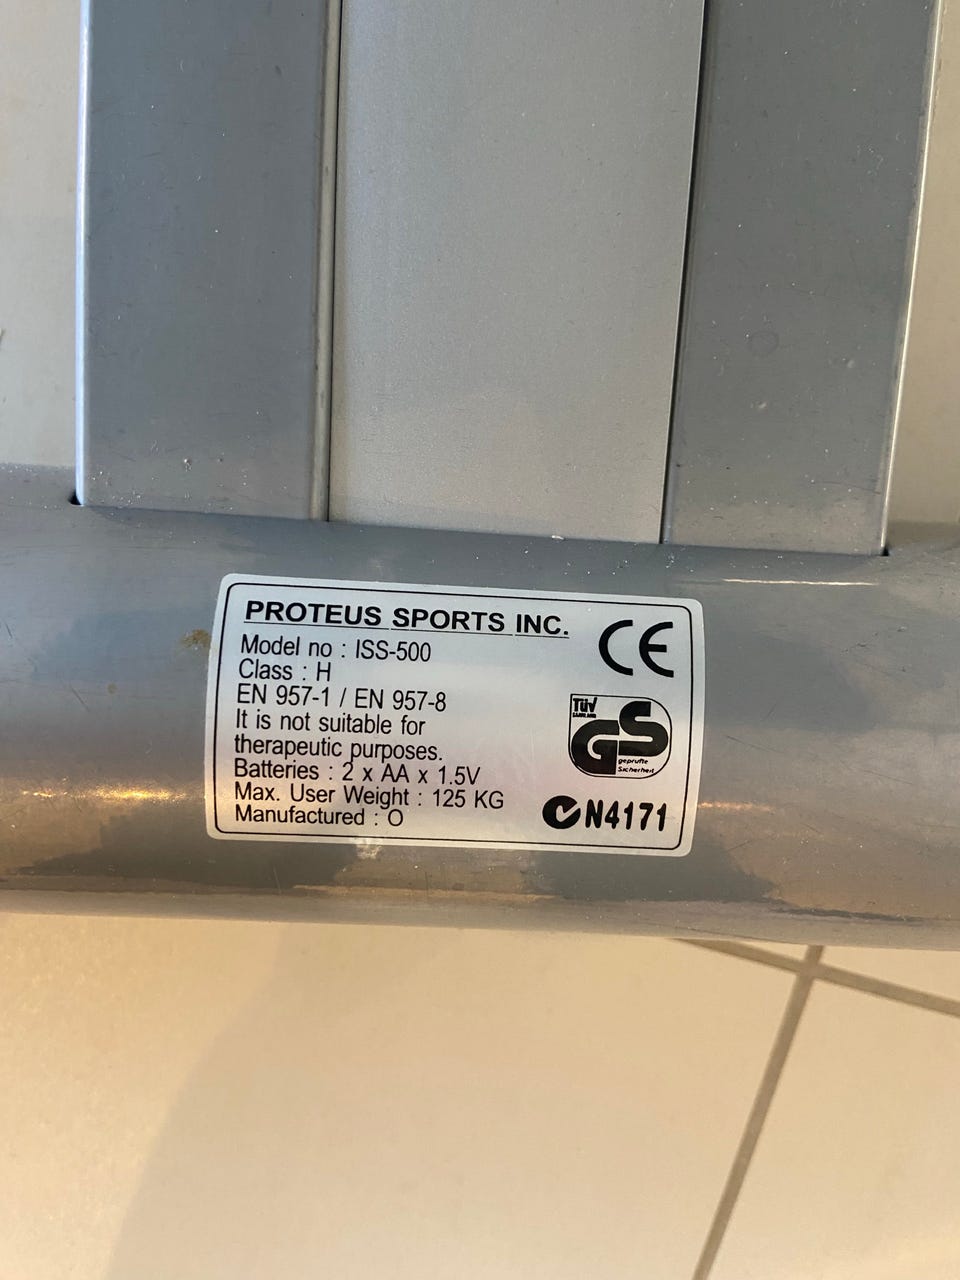 PROTEUS SPORTS INC.
Model no : ISS-500
Class : H
EN 957-1 / EN 957-8
It is not suitable for
therapeutic purposes.
Batteries : 2 x AA x 1.5V
Max. User Weight : 125 KG
Manufactured : O
CE
TÜV
SAARLAND
GS
geprüfte
Sicherheit
N4171